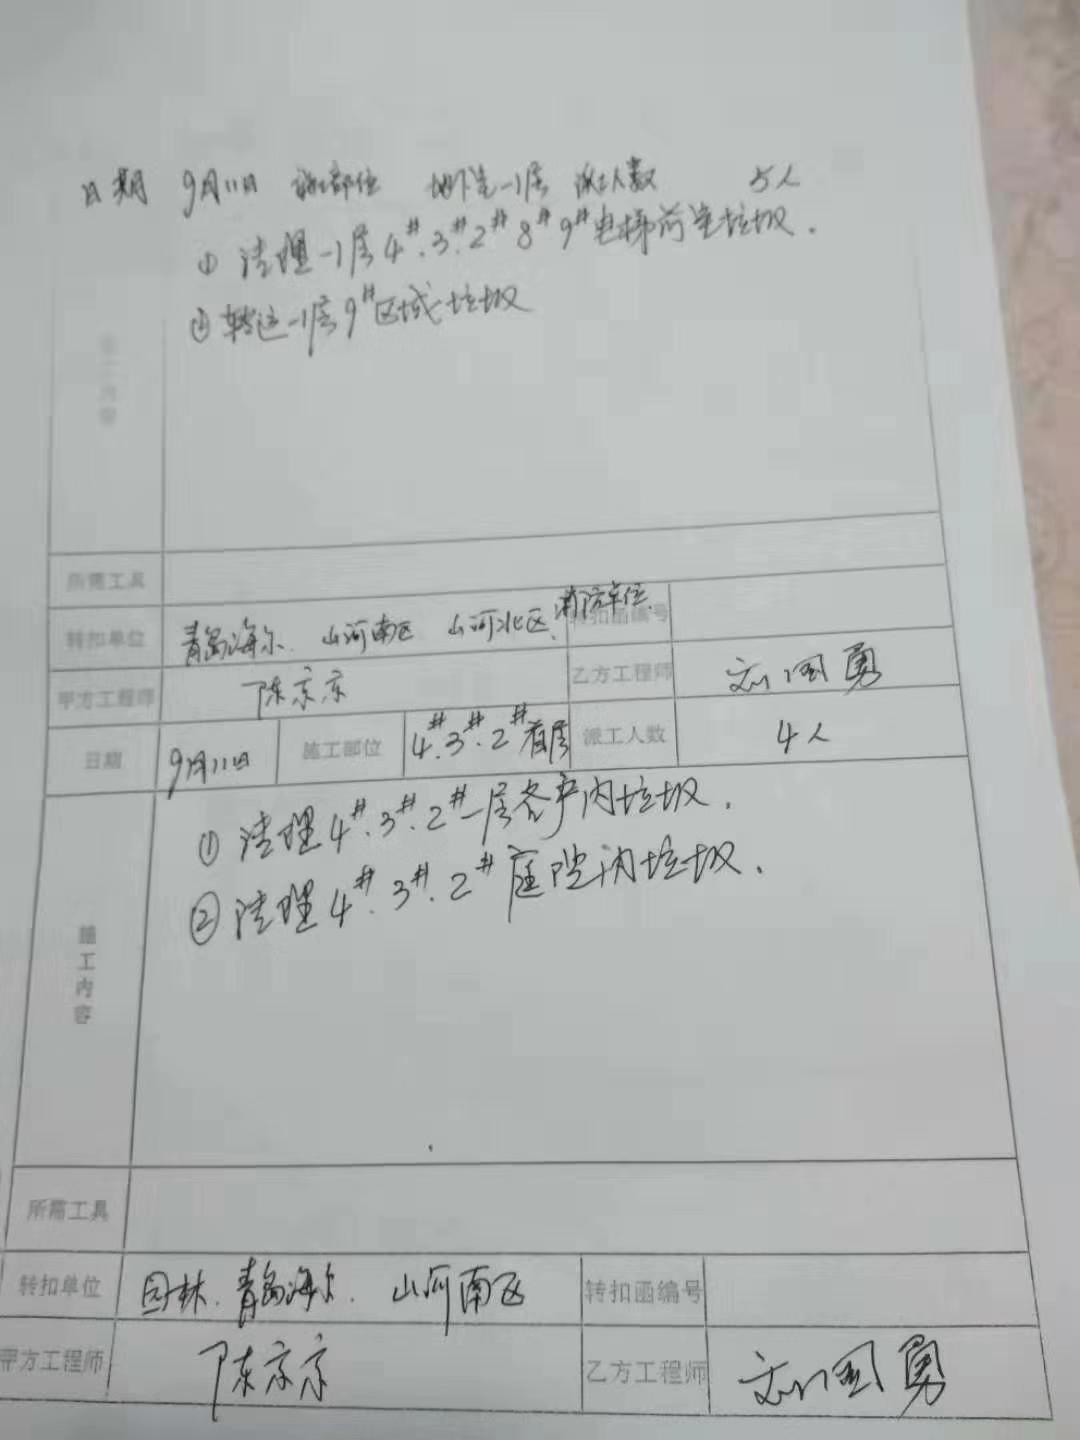 日期 9月11日 施工部位 地下室-1层 派工人数 5人
① 清理-1层4#.3#.2#8#9#电梯前室垃圾.
② 转运-1层9#区域垃圾
所需工具
转扣单位 青岛海尔. 山河南区 山河北区.消防单位. 转扣函编号
甲方工程师 陈京京 乙方工程师 刘国勇
日期 9月11日 施工部位 4#.3#.2#首层 派工人数 4人
施工内容
① 清理4#.3#.2#一层各户内垃圾.
② 清理4#.3#.2#庭院内垃圾.
所需工具
转扣单位 园林.青岛海尔. 山河南区 转扣函编号
甲方工程师 陈京京 乙方工程师 刘国勇